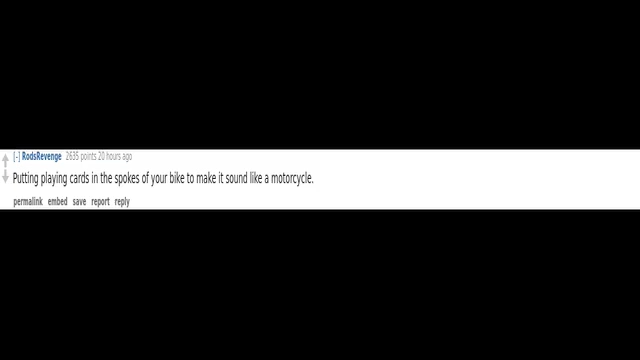 [-] RodsRevenge 2635 points 20 hours ago
Putting playing cards in the spokes of your bike to make it sound like a motorcycle.
permalink embed save report reply